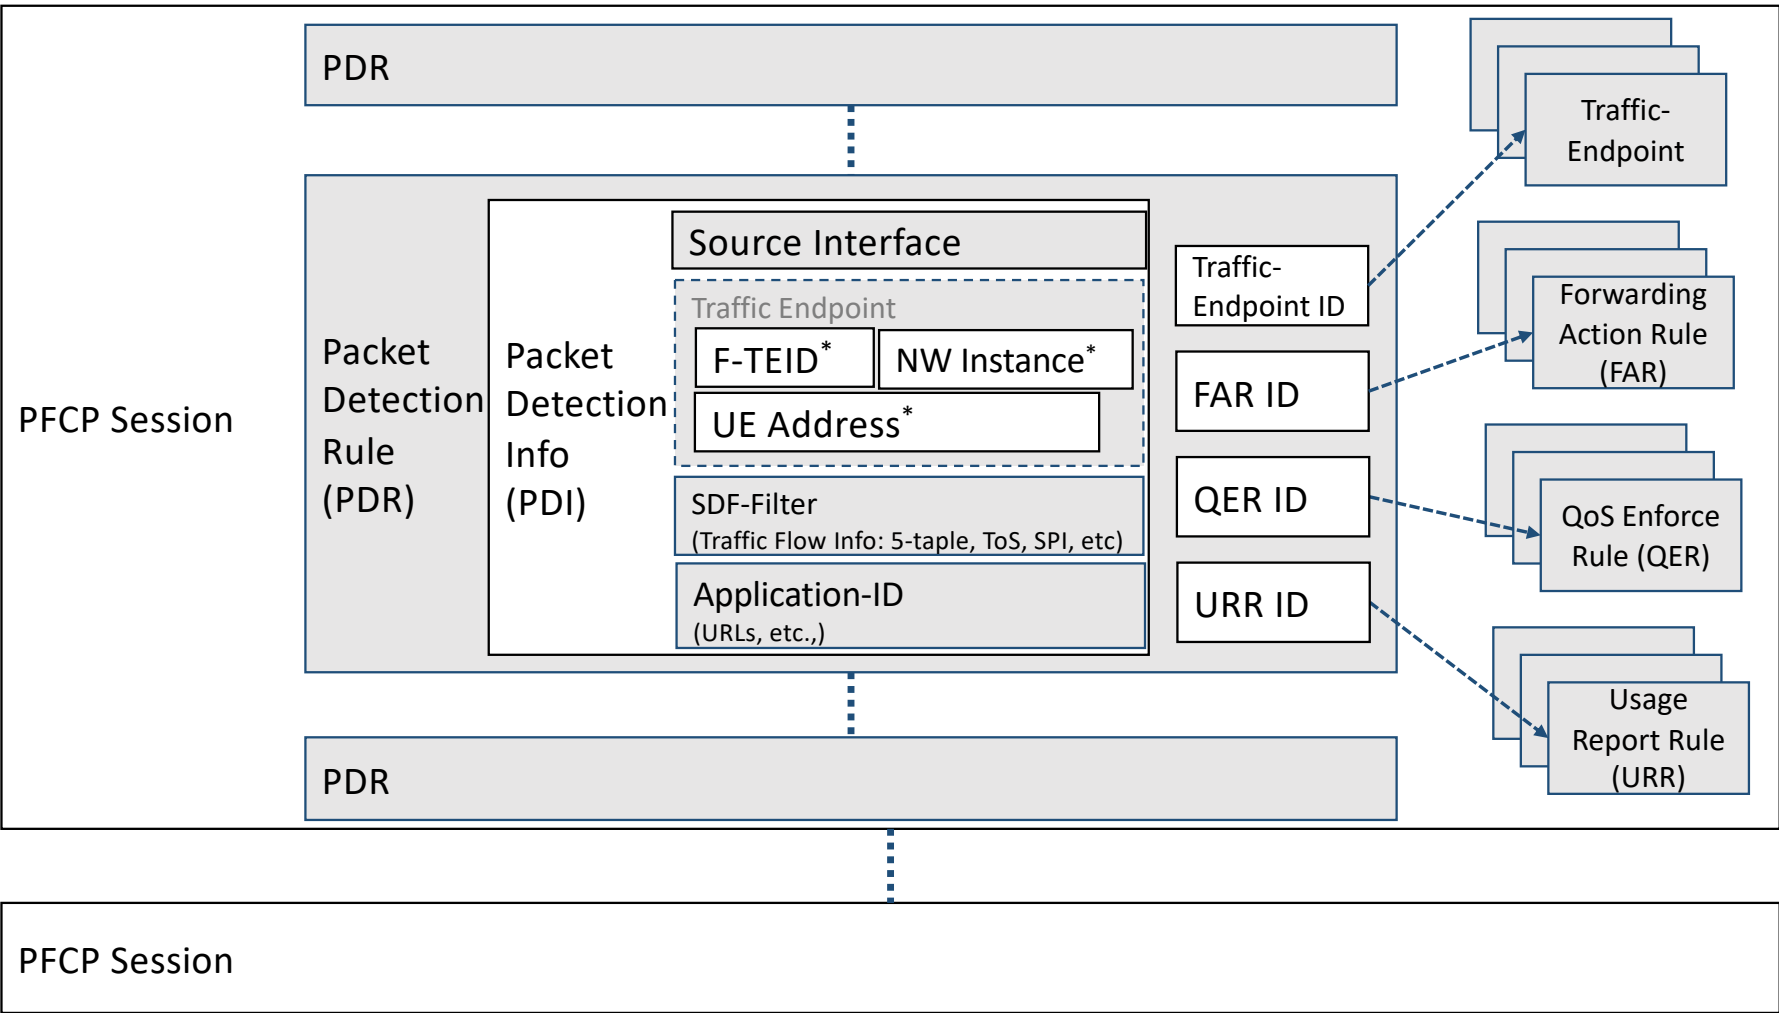 PDR
Traffic-
Endpoint
PFCP Session
Packet
Detection
Rule
(PDR)
Packet
Detection
Info
(PDI)
Source Interface
Traffic Endpoint
F-TEID*
NW Instance*
UE Address*
SDF-Filter
(Traffic Flow Info: 5-taple, ToS, SPI, etc)
Application-ID
(URLs, etc.,)
Traffic-
Endpoint ID
FAR ID
QER ID
URR ID
Forwarding
Action Rule
(FAR)
QoS Enforce
Rule (QER)
Usage
Report Rule
(URR)
PDR
PFCP Session